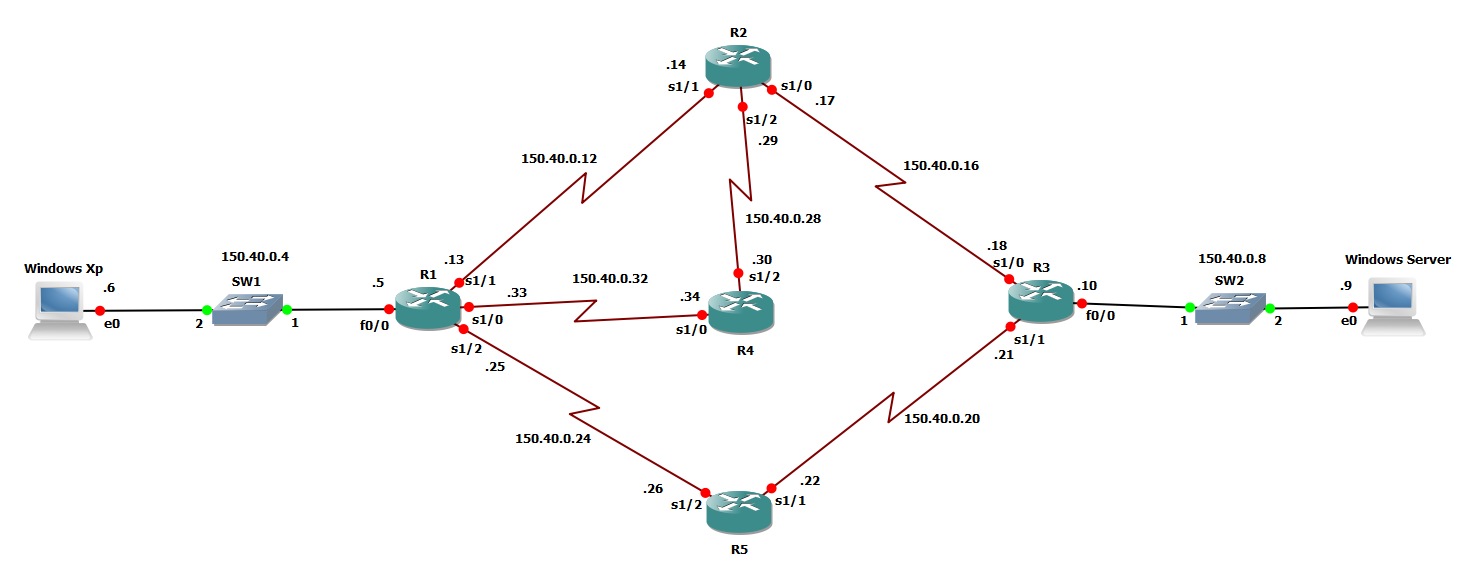 R2
.14
s1/1
s1/0
.17
s1/2
.29
150.40.0.12
150.40.0.16
150.40.0.28
150.40.0.4
.13
.18
150.40.0.8
Windows Xp
SW1
R1
s1/1
150.40.0.32
.30
s1/2
s1/0
R3
SW2
Windows Server
.6
.5
.33
.34
.10
.9
e0
2
1
f0/0
s1/0
s1/0
f0/0
1
2
e0
s1/2
R4
s1/1
.25
.21
150.40.0.24
150.40.0.20
.26
.22
s1/2
s1/1
R5